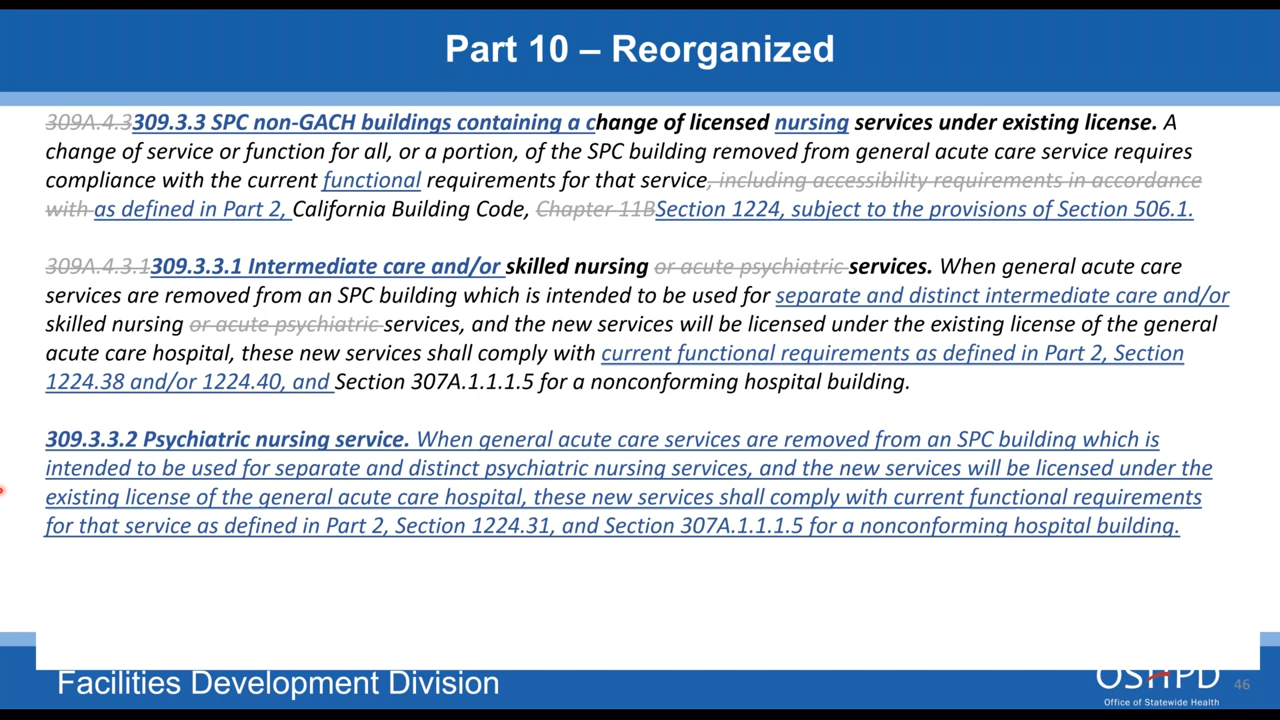 Part 10 – Reorganized
309A.4.3309.3.3 SPC non-GACH buildings containing a change of licensed nursing services under existing license. A
change of service or function for all, or a portion, of the SPC building removed from general acute care service requires
compliance with the current functional requirements for that service, including accessibility requirements in accordance
with as defined in Part 2, California Building Code, Chapter 11BSection 1224, subject to the provisions of Section 506.1.
309A.4.3.1309.3.3.1 Intermediate care and/or skilled nursing or acute psychiatric services. When general acute care
services are removed from an SPC building which is intended to be used for separate and distinct intermediate care and/or
skilled nursing or acute psychiatric services, and the new services will be licensed under the existing license of the general
acute care hospital, these new services shall comply with current functional requirements as defined in Part 2, Section
1224.38 and/or 1224.40, and Section 307A.1.1.1.5 for a nonconforming hospital building.
309.3.3.2 Psychiatric nursing service. When general acute care services are removed from an SPC building which is
intended to be used for separate and distinct psychiatric nursing services, and the new services will be licensed under the
existing license of the general acute care hospital, these new services shall comply with current functional requirements
for that service as defined in Part 2, Section 1224.31, and Section 307A.1.1.1.5 for a nonconforming hospital building.
Facilities Development Division
OSHPD
Office of Statewide Health
46